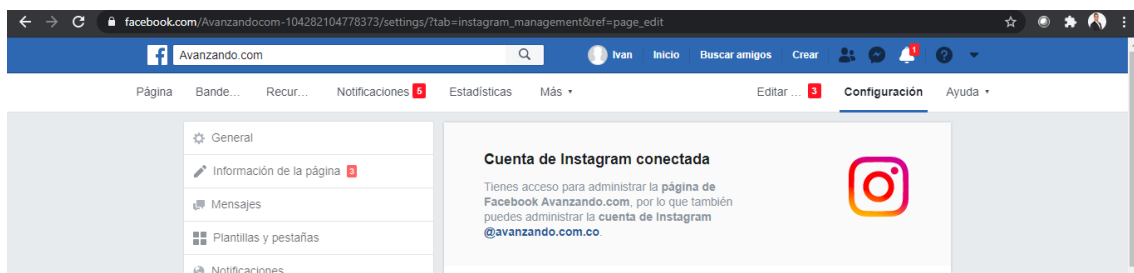 facebook.com/Avanzandocom-104282104778373/settings/?tab=instagram_management&ref=page_edit
Avanzando.com Ivan Inicio Buscar amigos Crear 1
Página Bande... Recur... Notificaciones 5 Estadísticas Más Editar ... 3 Configuración Ayuda
General
Información de la página 3
Mensajes
Plantillas y pestañas
Notificaciones
Cuenta de Instagram conectada
Tienes acceso para administrar la página de
Facebook Avanzando.com, por lo que también
puedes administrar la cuenta de Instagram
@avanzando.com.co.